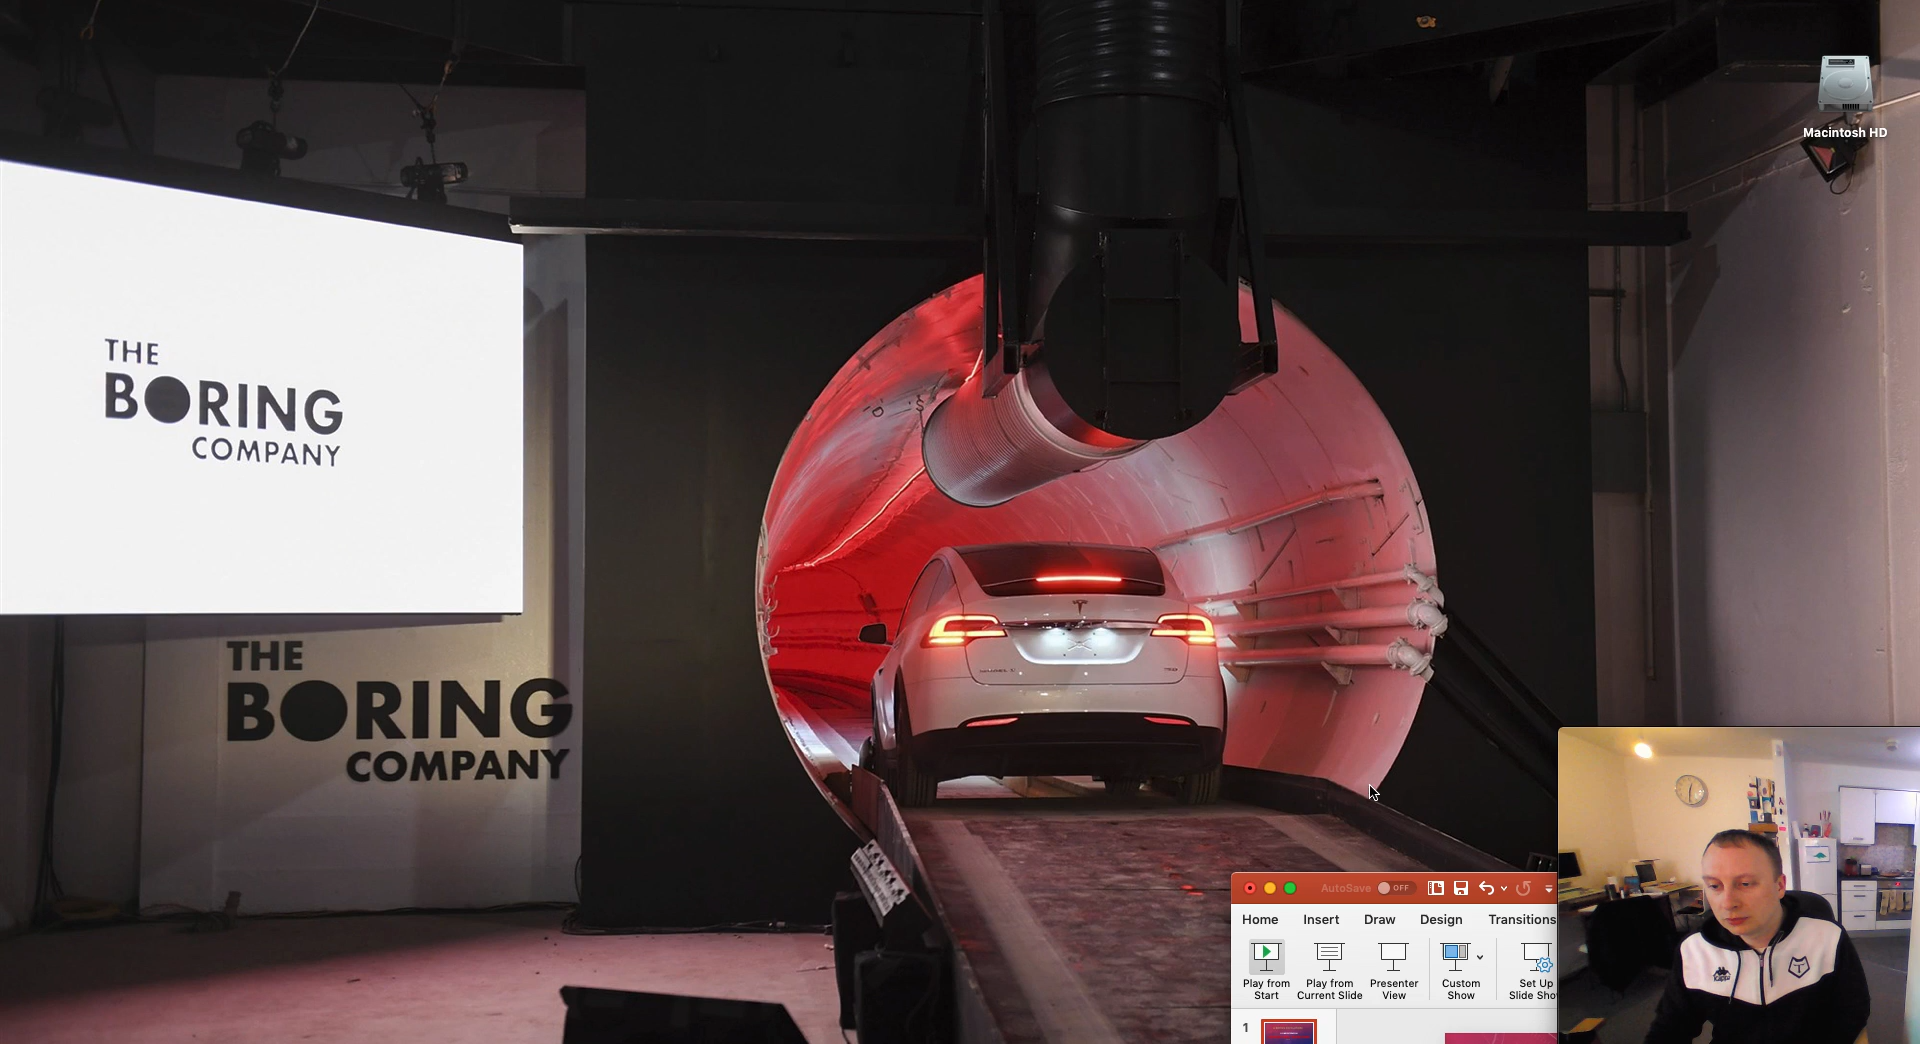 Macintosh HD
THE
BORING
COMPANY
THE
BORING
COMPANY
AutoSave OFF
Home Insert Draw Design Transitions
Play from
Start
Play from
Current Slide
Presenter
View
Custom
Show
Set Up
Slide Show
1